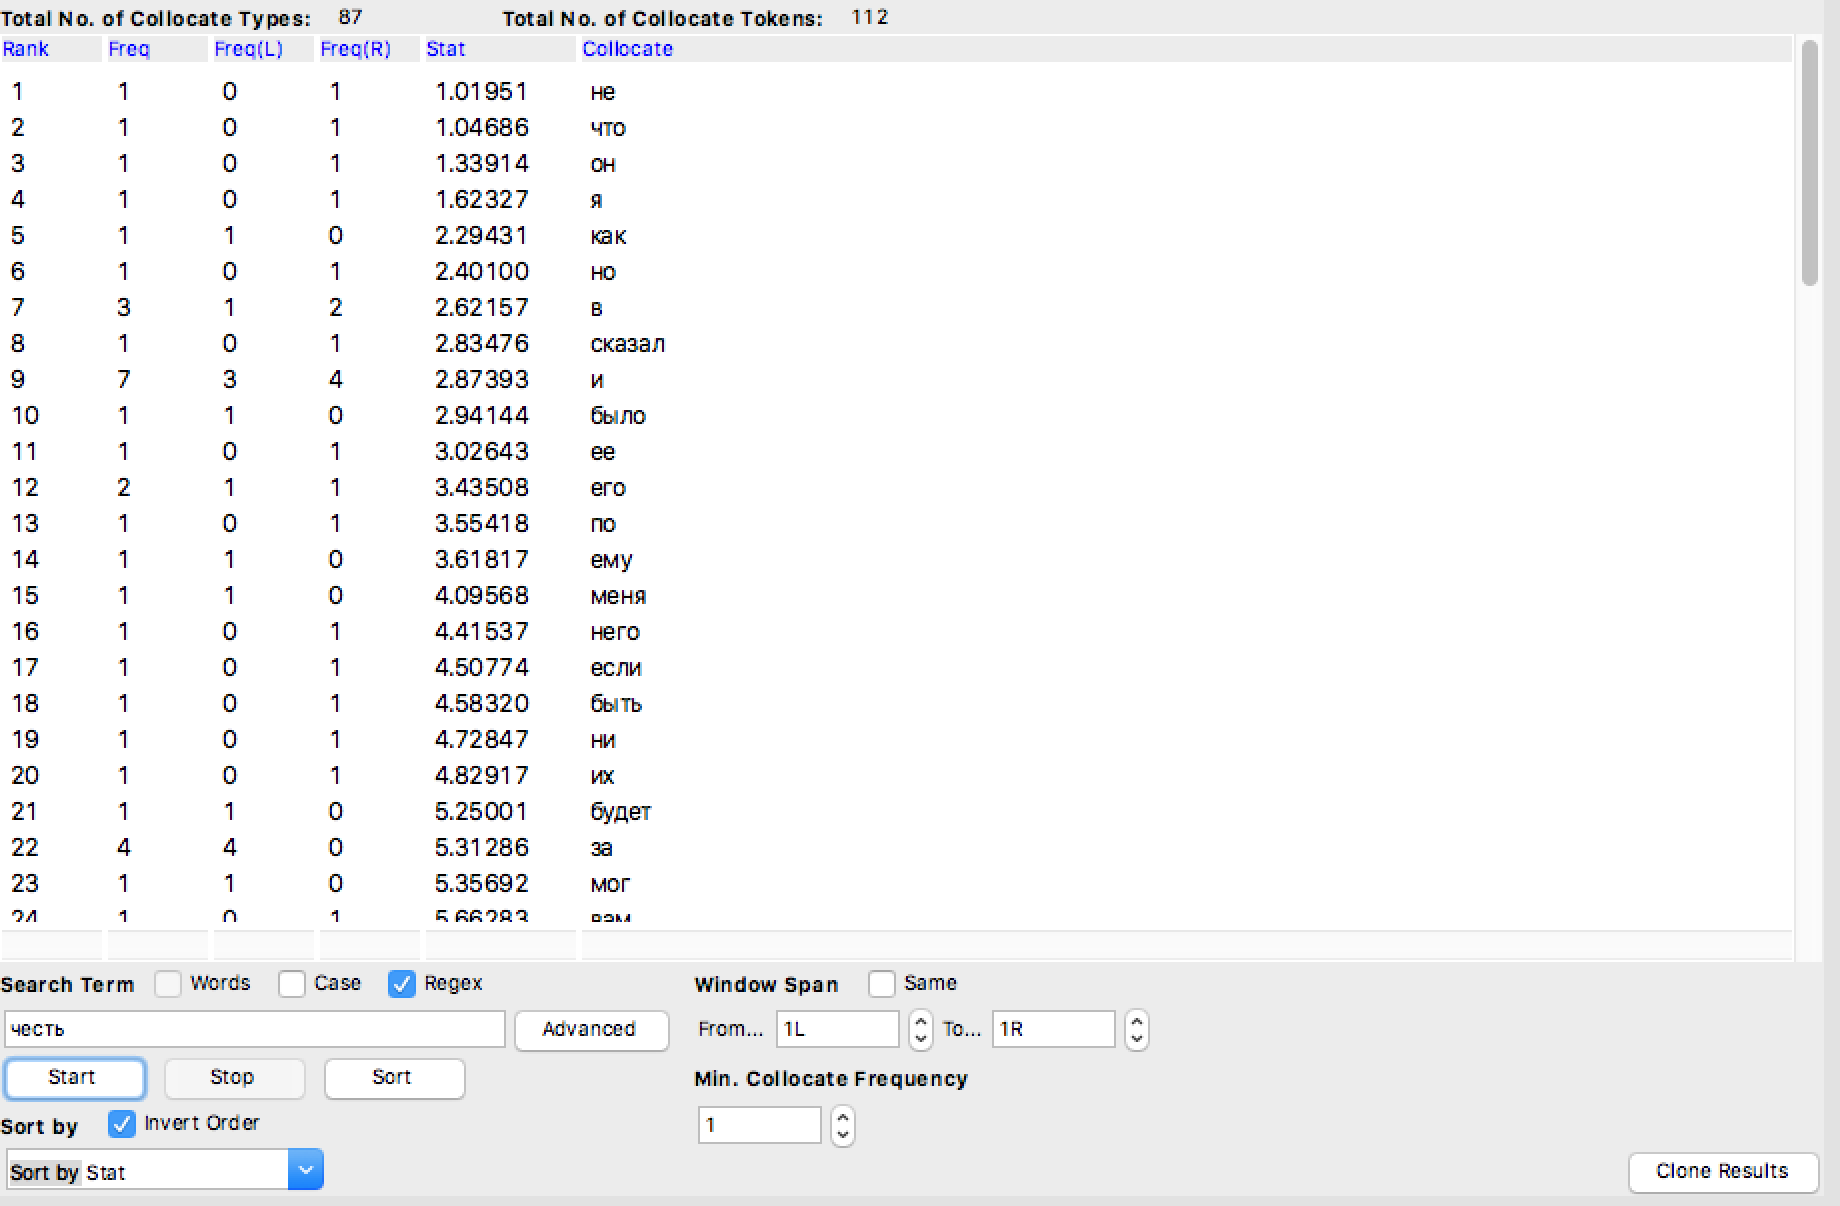 Total No. of Collocate Types: 87 Total No. of Collocate Tokens: 112
Rank Freq Freq(L) Freq(R) Stat Collocate
1 1 0 1 1.01951 не
2 1 0 1 1.04686 что
3 1 0 1 1.33914 он
4 1 0 1 1.62327 я
5 1 1 0 2.29431 как
6 1 0 1 2.40100 но
7 3 1 2 2.62157 в
8 1 0 1 2.83476 сказал
9 7 3 4 2.87393 и
10 1 1 0 2.94144 было
11 1 0 1 3.02643 ее
12 2 1 1 3.43508 его
13 1 0 1 3.55418 по
14 1 1 0 3.61817 ему
15 1 1 0 4.09568 меня
16 1 0 1 4.41537 него
17 1 0 1 4.50774 если
18 1 0 1 4.58320 быть
19 1 0 1 4.72847 ни
20 1 0 1 4.82917 их
21 1 1 0 5.25001 будет
22 4 4 0 5.31286 за
23 1 1 0 5.35692 мог
24 1 0 1 5.66283 вам
Search Term Words Case Regex Window Span Same
честь Advanced From... 1L To... 1R
Start Stop Sort Min. Collocate Frequency
Sort by Invert Order 1
Sort by Stat Clone Results